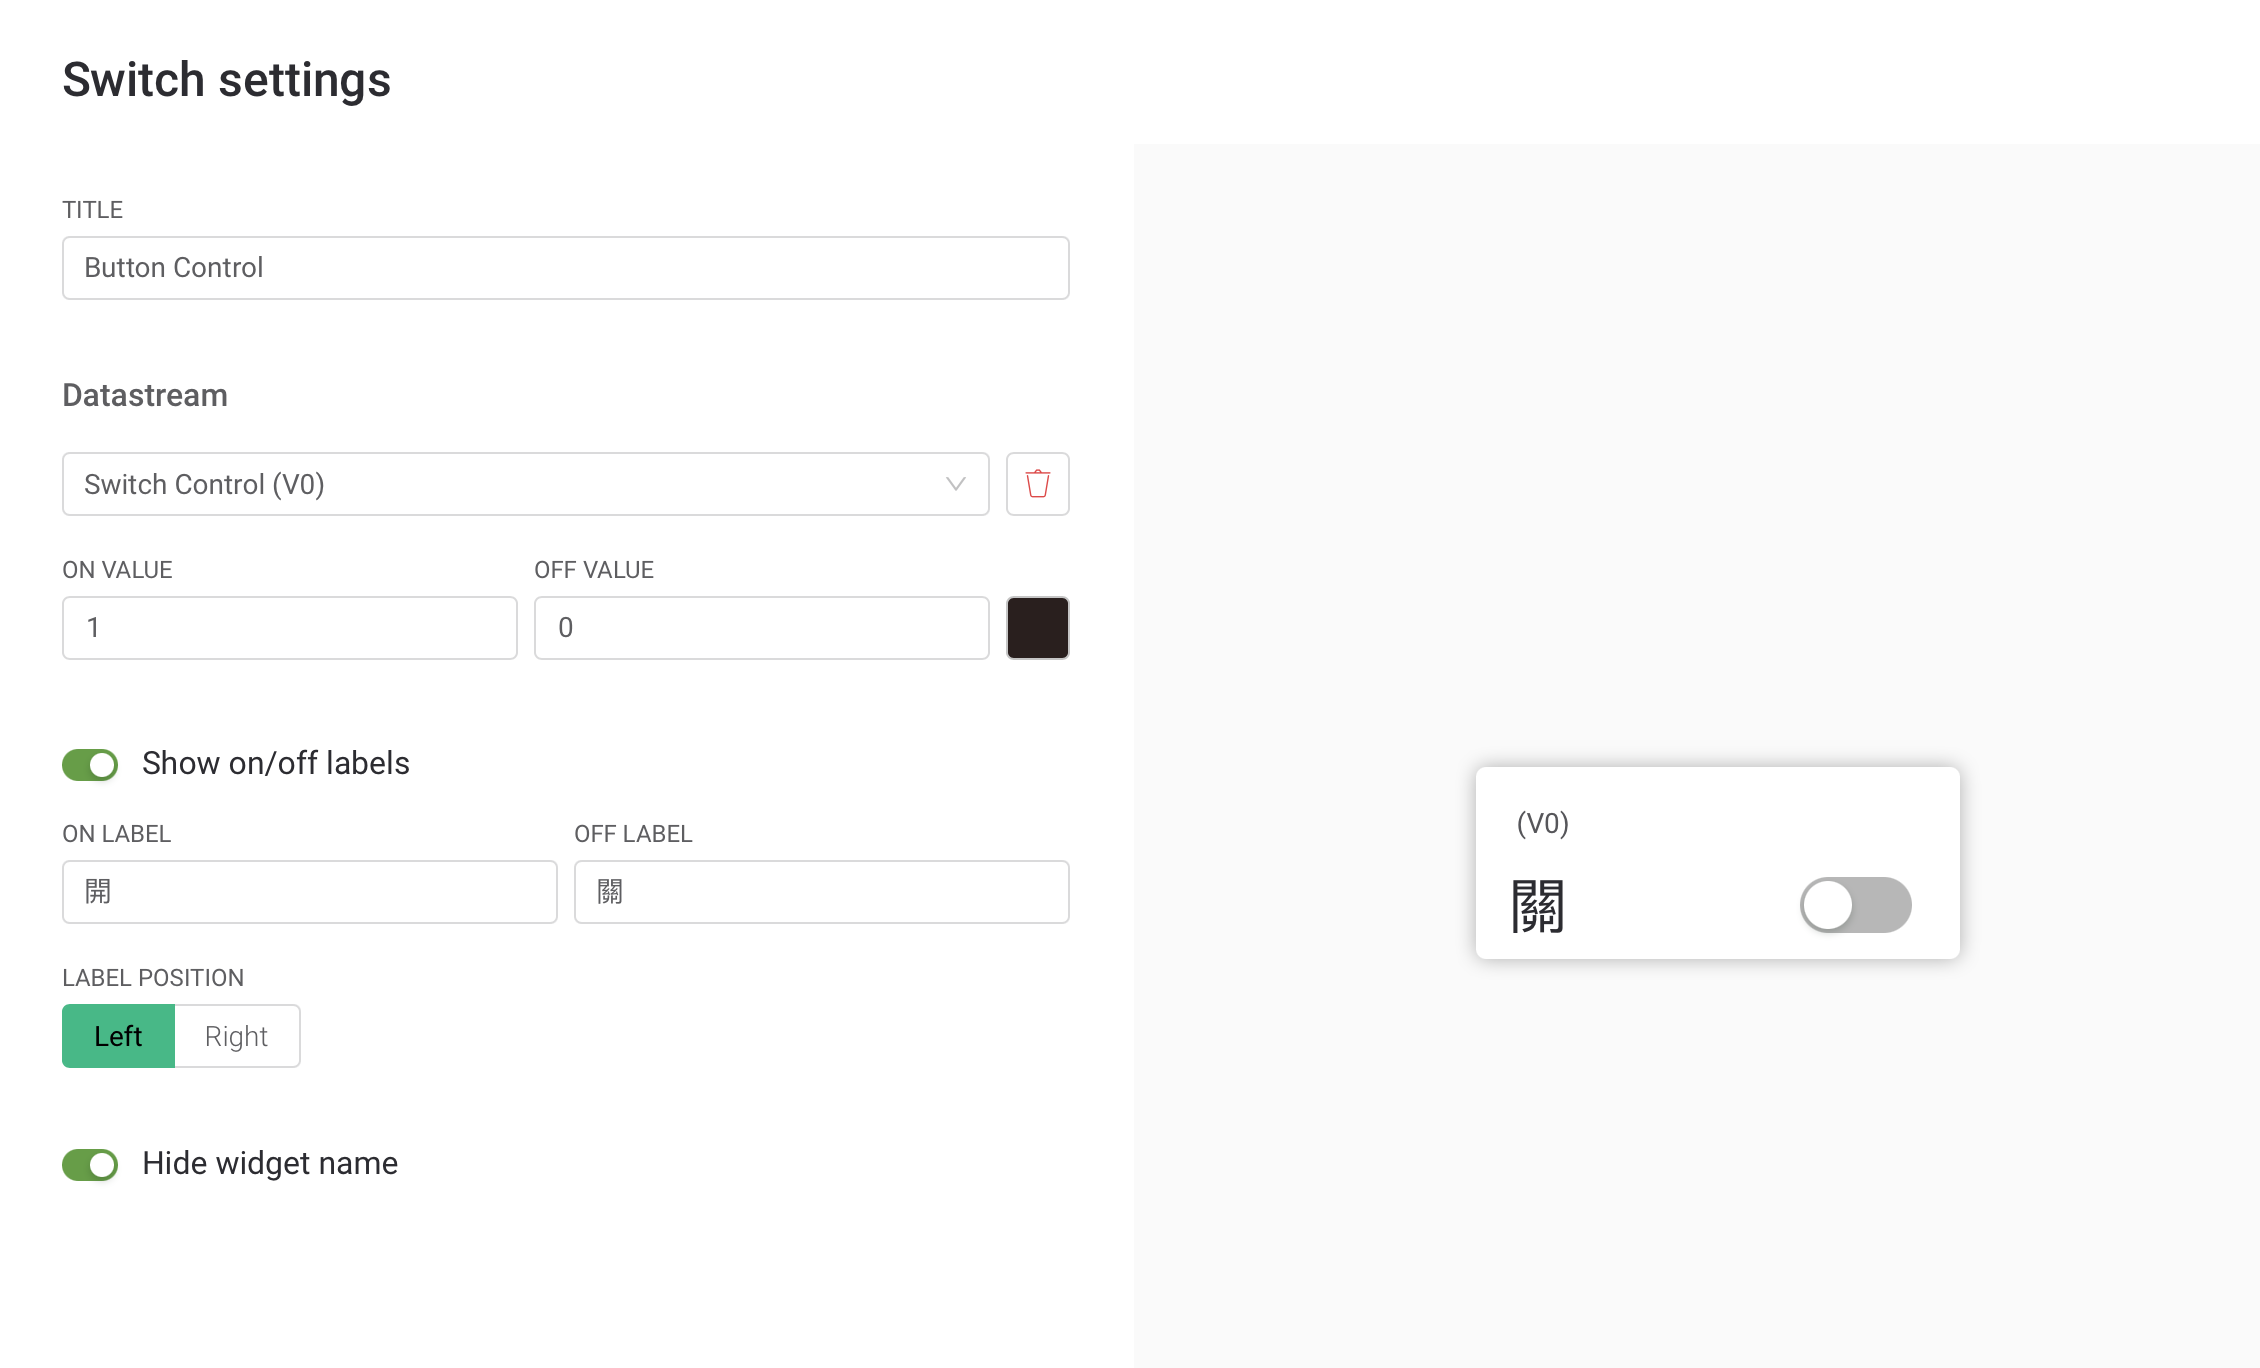 Switch settings
TITLE
Button Control
Datastream
Switch Control (V0)
ON VALUE
OFF VALUE
1
0
Show on/off labels
ON LABEL
OFF LABEL
開
關
LABEL POSITION
Left
Right
Hide widget name
(V0)
關